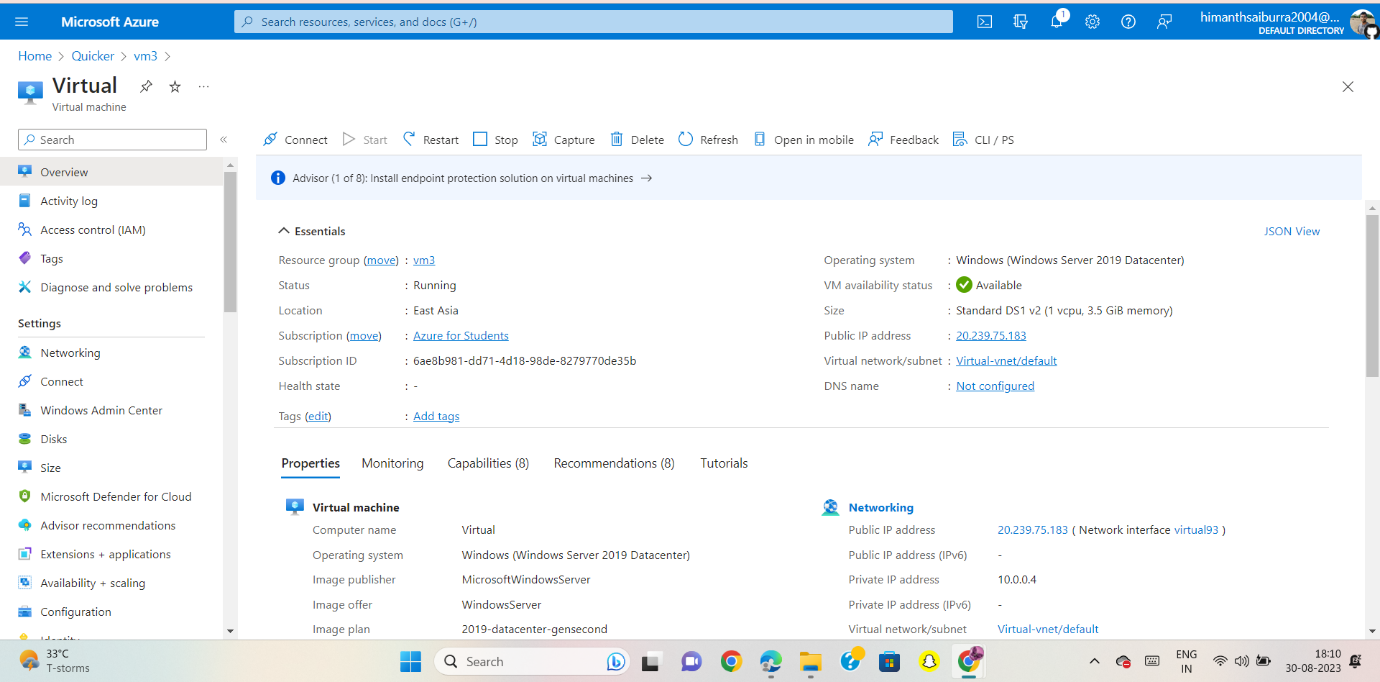 Microsoft Azure
Search resources, services, and docs (G+/)
1
himanthsaiburra2004@...
DEFAULT DIRECTORY
Home > Quicker > vm3 >
Virtual
Virtual machine
Search
«
Connect Start Restart Stop Capture Delete Refresh Open in mobile Feedback CLI / PS
Overview
Activity log
Access control (IAM)
Tags
Diagnose and solve problems
Settings
Networking
Connect
Windows Admin Center
Disks
Size
Microsoft Defender for Cloud
Advisor recommendations
Extensions + applications
Availability + scaling
Configuration
Identity
Advisor (1 of 8): Install endpoint protection solution on virtual machines →
Essentials
JSON View
Resource group (move) : vm3
Status : Running
Location : East Asia
Subscription (move) : Azure for Students
Subscription ID : 6ae8b981-dd71-4d18-98de-8279770de35b
Health state : -
Tags (edit) : Add tags
Operating system : Windows (Windows Server 2019 Datacenter)
VM availability status : Available
Size : Standard DS1 v2 (1 vcpu, 3.5 GiB memory)
Public IP address : 20.239.75.183
Virtual network/subnet : Virtual-vnet/default
DNS name : Not configured
Properties Monitoring Capabilities (8) Recommendations (8) Tutorials
Virtual machine
Computer name Virtual
Operating system Windows (Windows Server 2019 Datacenter)
Image publisher MicrosoftWindowsServer
Image offer WindowsServer
Image plan 2019-datacenter-gensecond
Networking
Public IP address 20.239.75.183 ( Network interface virtual93 )
Public IP address (IPv6) -
Private IP address 10.0.0.4
Private IP address (IPv6) -
Virtual network/subnet Virtual-vnet/default
33°C
T-storms
Search
ENG
IN
18:10
30-08-2023